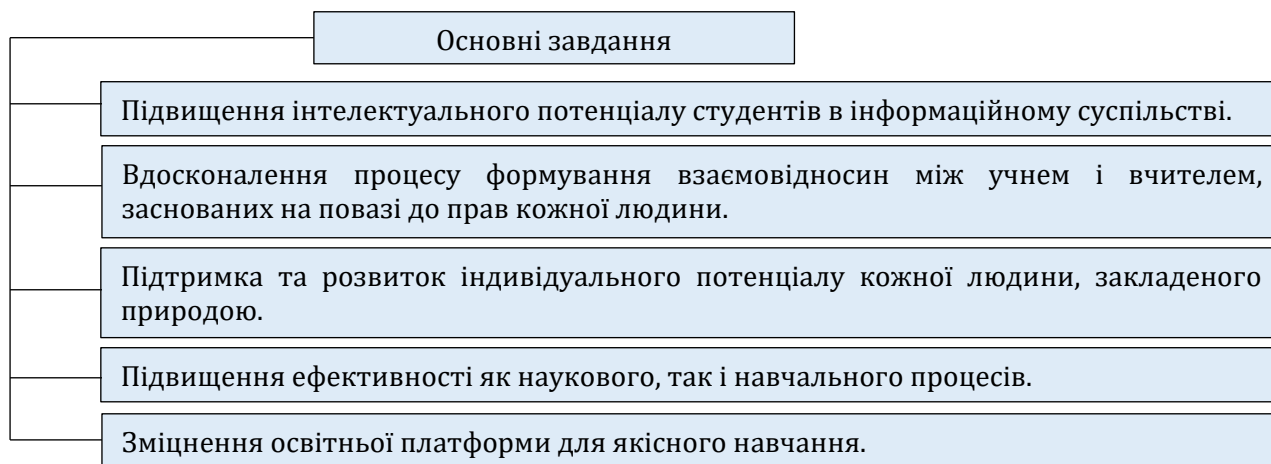 Основні завдання
Підвищення інтелектуального потенціалу студентів в інформаційному суспільстві.
Вдосконалення процесу формування взаємовідносин між учнем і вчителем,
заснованих на повазі до прав кожної людини.
Підтримка та розвиток індивідуального потенціалу кожної людини, закладеного
природою.
Підвищення ефективності як наукового, так і навчального процесів.
Зміцнення освітньої платформи для якісного навчання.